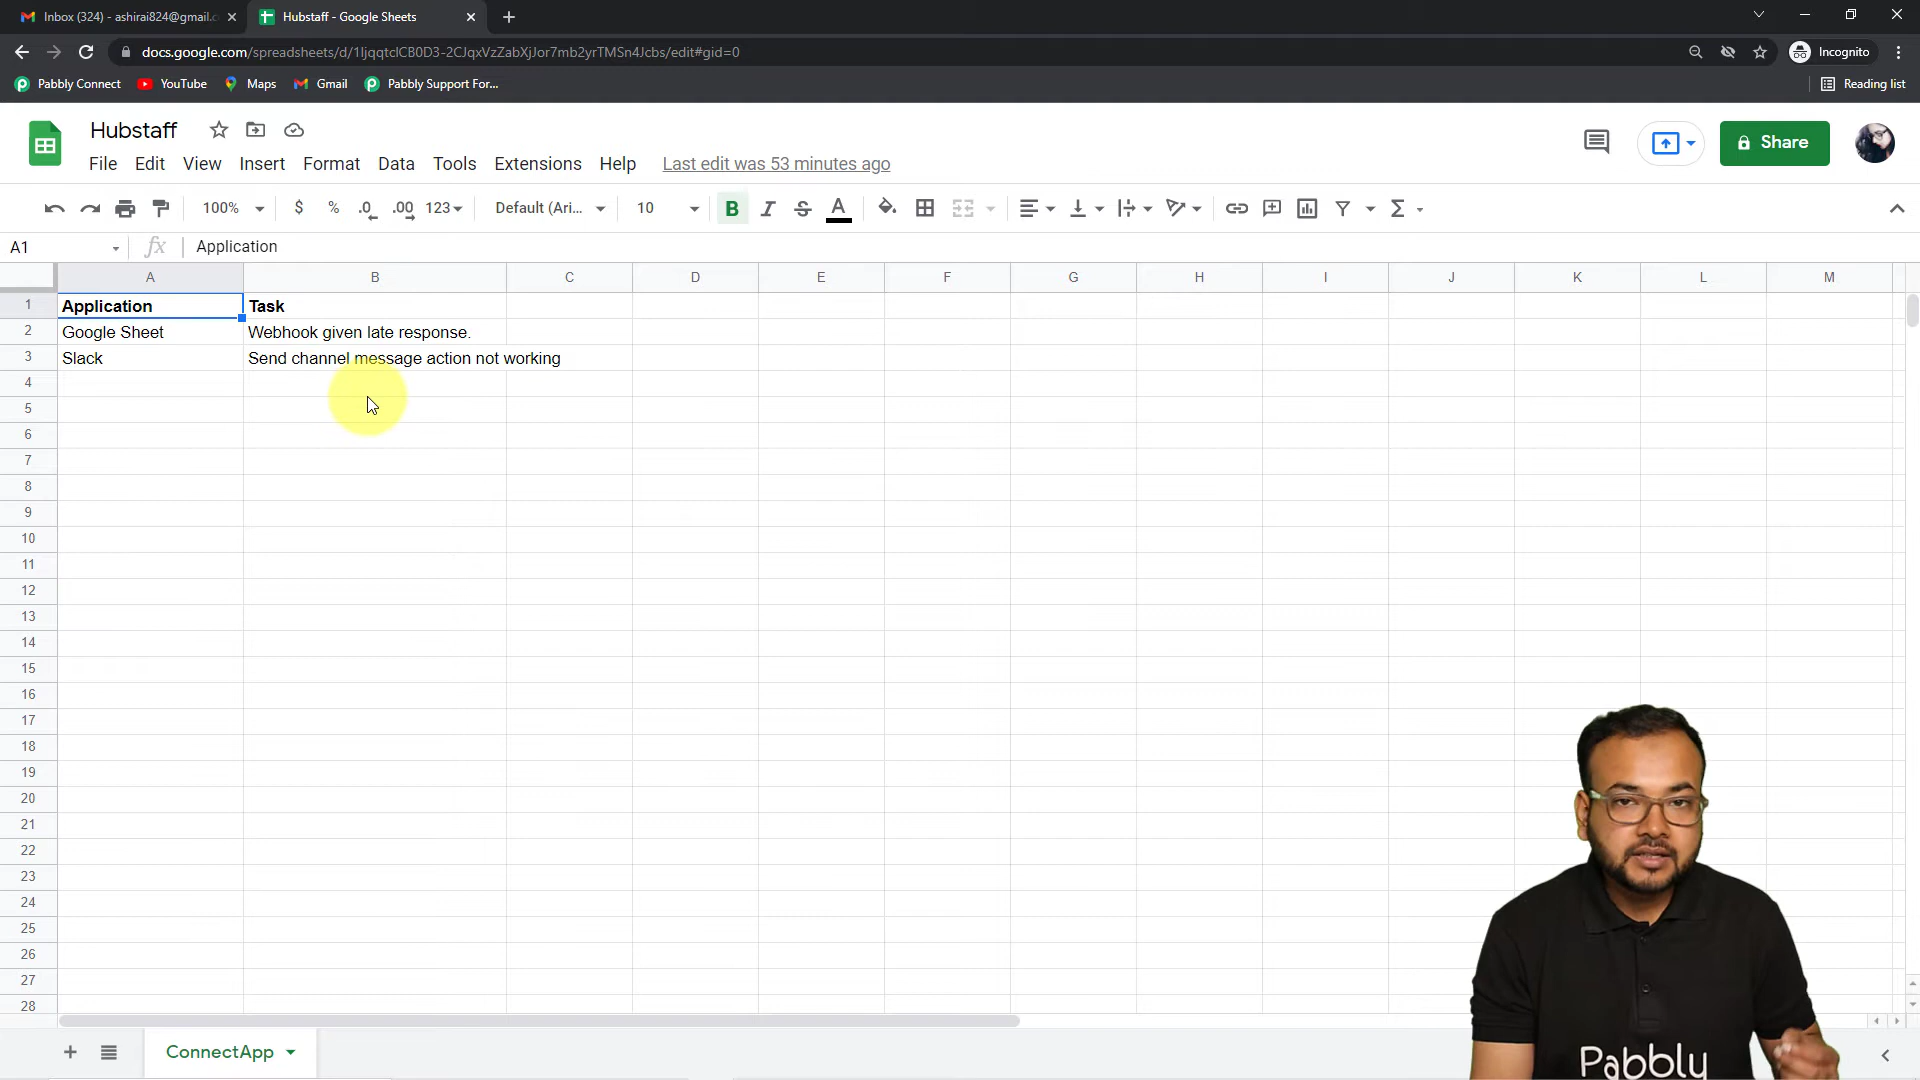 Inbox (324) - ashirai824@gmail.c
Hubstaff - Google Sheets
docs.google.com/spreadsheets/d/1IjqqtclCB0D3-2CJqxVzZabXjJor7mb2yrTMSn4Jcbs/edit#gid=0
Incognito
Pabbly Connect YouTube Maps Gmail Pabbly Support For...
Reading list
Hubstaff
Share
File Edit View Insert Format Data Tools Extensions Help Last edit was 53 minutes ago
100% $ % .0 .00 123 Default (Ari... 10 B I S A
A1 fx Application
A B C D E F G H I J K L M
1 Application Task
2 Google Sheet Webhook given late response.
3 Slack Send channel message action not working
4
5
6
7
8
9
10
11
12
13
14
15
16
17
18
19
20
21
22
23
24
25
26
27
28
Pabbly
ConnectApp